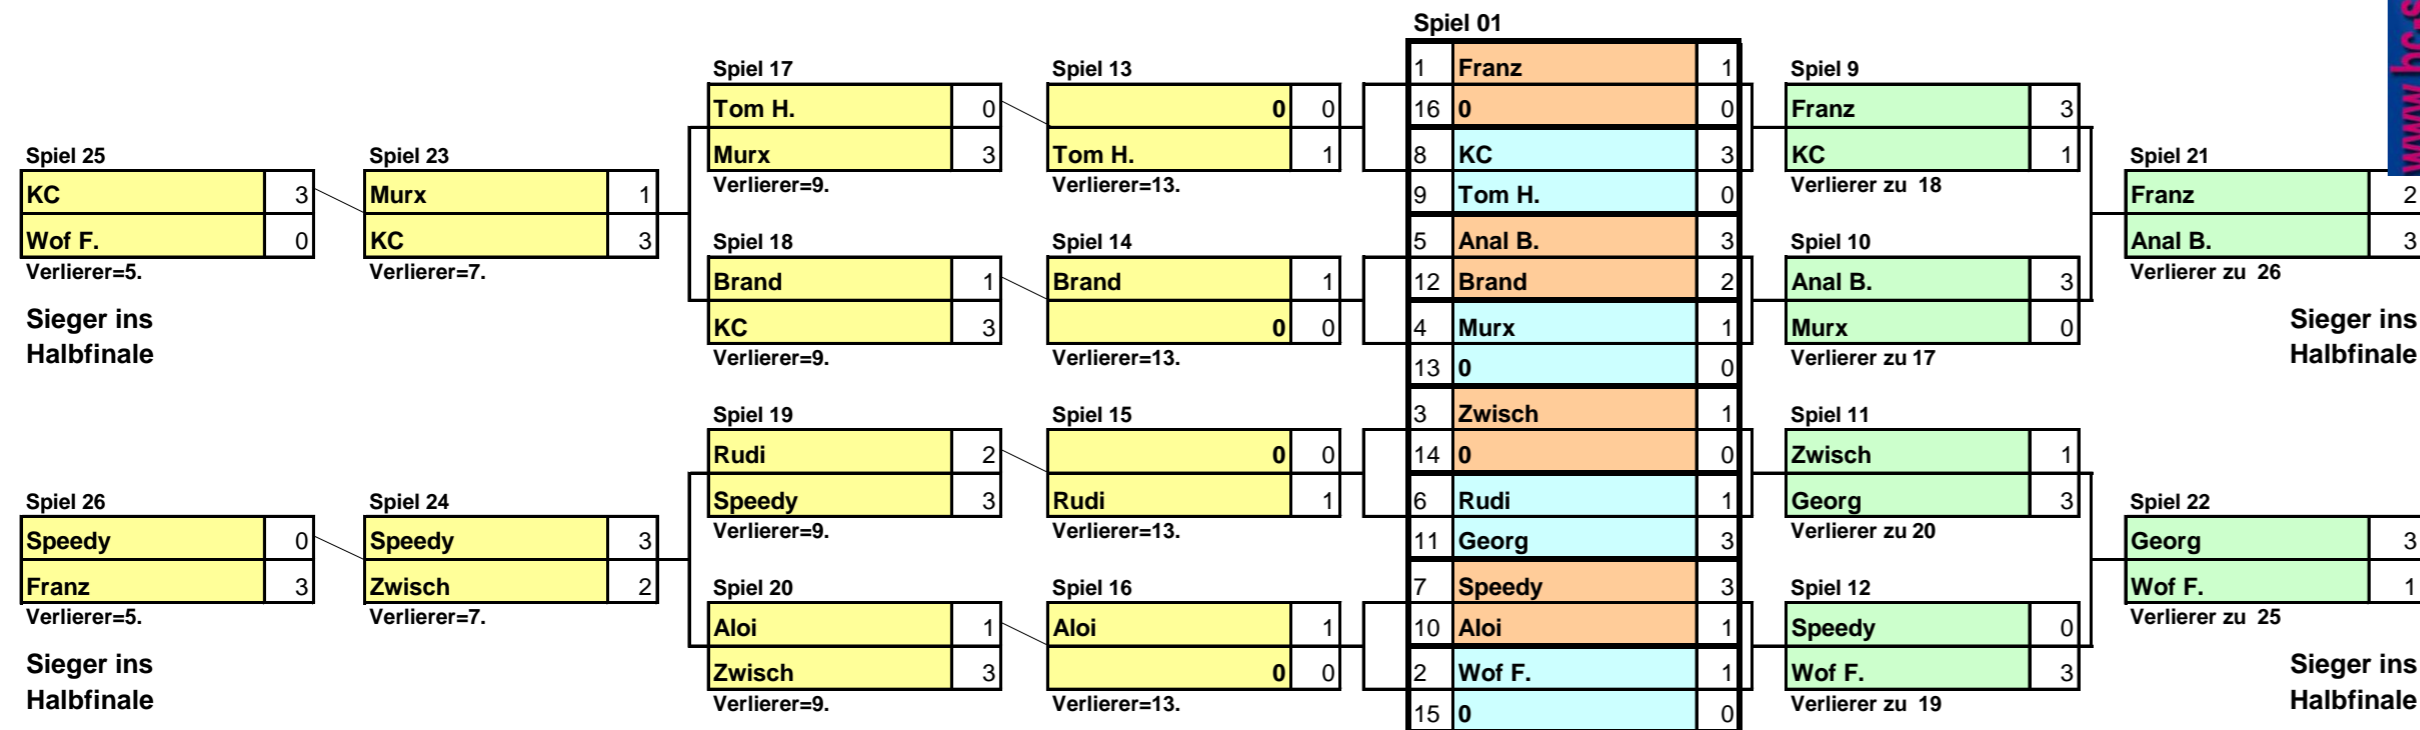 Spiel 01
1 Franz 1
16 0 0
8 KC 3
9 Tom H. 0
5 Anal B. 3
12 Brand 2
4 Murx 1
13 0 0
3 Zwisch 1
14 0 0
6 Rudi 1
11 Georg 3
7 Speedy 3
10 Aloi 1
2 Wof F. 1
15 0 0
Spiel 25
KC 3
Wof F. 0
Verlierer=5.
Sieger ins
Halbfinale
Spiel 26
Speedy 0
Franz 3
Verlierer=5.
Sieger ins
Halbfinale
Spiel 23
Murx 1
KC 3
Verlierer=7.
Spiel 24
Speedy 3
Zwisch 2
Verlierer=7.
Spiel 17
Tom H. 0
Murx 3
Verlierer=9.
Spiel 18
Brand 1
KC 3
Verlierer=9.
Spiel 19
Rudi 2
Speedy 3
Verlierer=9.
Spiel 20
Aloi 1
Zwisch 3
Verlierer=9.
Spiel 13
0 0
Tom H. 1
Verlierer=13.
Spiel 14
Brand 1
0 0
Verlierer=13.
Spiel 15
0 0
Rudi 1
Verlierer=13.
Spiel 16
Aloi 1
0 0
Verlierer=13.
Spiel 9
Franz 3
KC 1
Verlierer zu 18
Spiel 10
Anal B. 3
Murx 0
Verlierer zu 17
Spiel 11
Zwisch 1
Georg 3
Verlierer zu 20
Spiel 12
Speedy 0
Wof F. 3
Verlierer zu 19
Spiel 21
Franz 2
Anal B. 3
Verlierer zu 26
Sieger ins
Halbfinale
Spiel 22
Georg 3
Wof F. 1
Verlierer zu 25
Sieger ins
Halbfinale